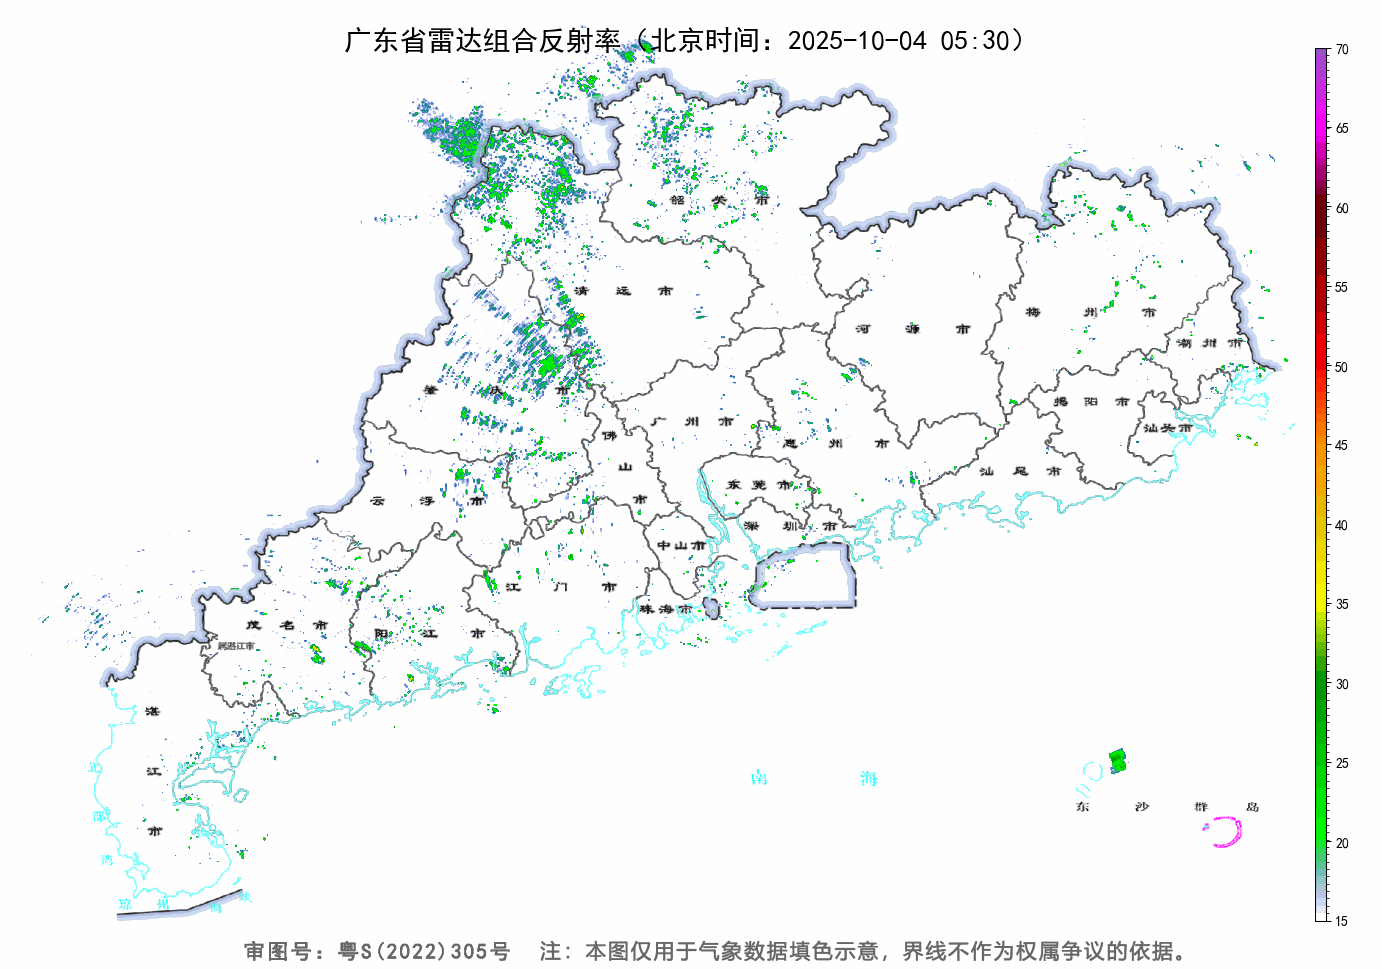 广东省雷达组合反射率（北京时间：2025-10-04 05:30）
70
65
60
55
50
45
40
35
30
25
20
15
韶 关 市
清 远 市
河 源 市
梅 州 市
潮 州 市
肇 庆 市
广 州 市
揭 阳 市
汕头市
佛 山 市
惠 州 市
汕 尾 市
云 浮 市
东 莞 市
深 圳 市
中山市
江 门 市
珠海市
茂 名 市
阳 江 市
属湛江市
湛 江 市
北 部 湾
南 海
东 沙 群 岛
琼 州 海 峡
审图号：粤S(2022)305号 注：本图仅用于气象数据填色示意，界线不作为权属争议的依据。